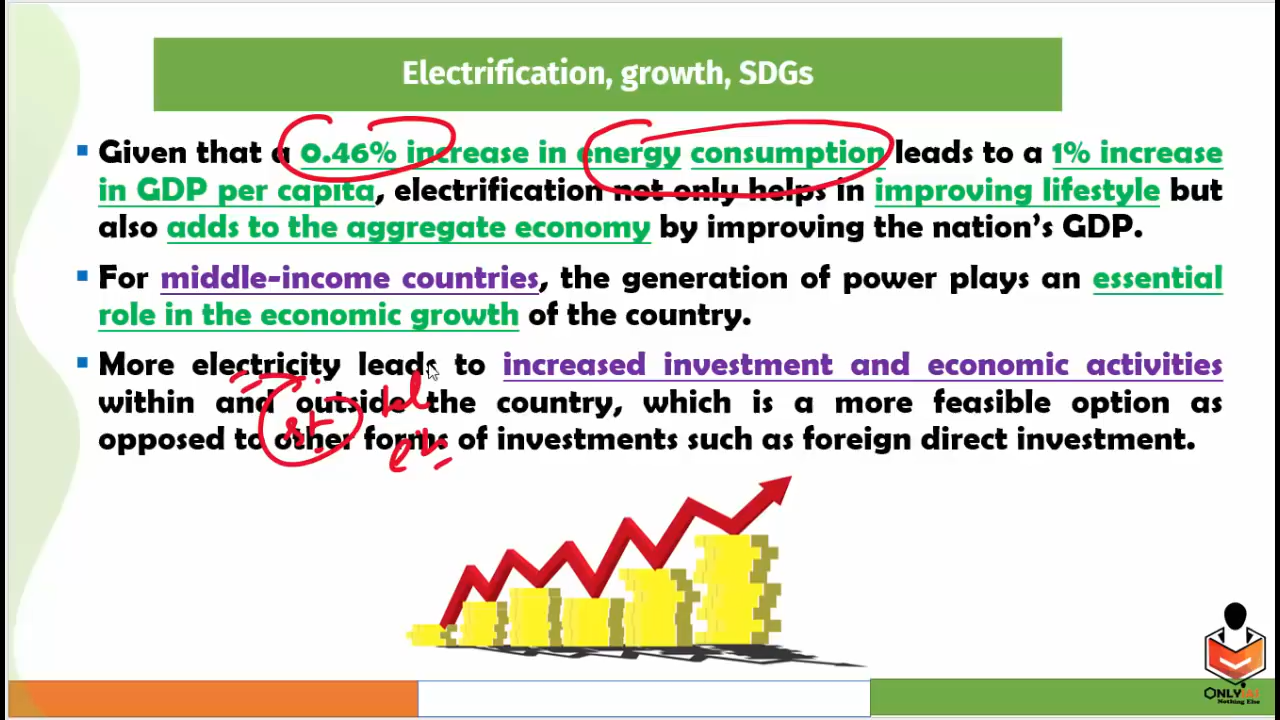 Electrification, growth, SDGs
▪ Given that a 0.46% increase in energy consumption leads to a 1% increase
in GDP per capita, electrification not only helps in improving lifestyle but
also adds to the aggregate economy by improving the nation's GDP.
▪ For middle-income countries, the generation of power plays an essential
role in the economic growth of the country.
▪ More electricity leads to increased investment and economic activities
within and outside the country, which is a more feasible option as
opposed to other forms of investments such as foreign direct investment.
Nothing Else